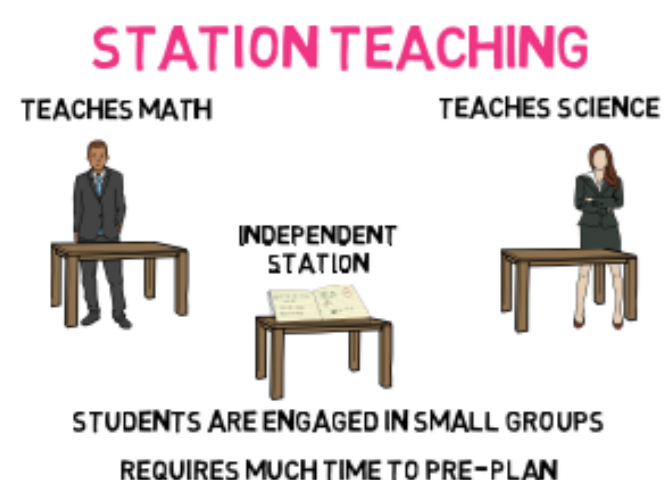 STATION TEACHING
TEACHES MATH
TEACHES SCIENCE
INDEPENDENT
STATION
STUDENTS ARE ENGAGED IN SMALL GROUPS
REQUIRES MUCH TIME TO PRE-PLAN